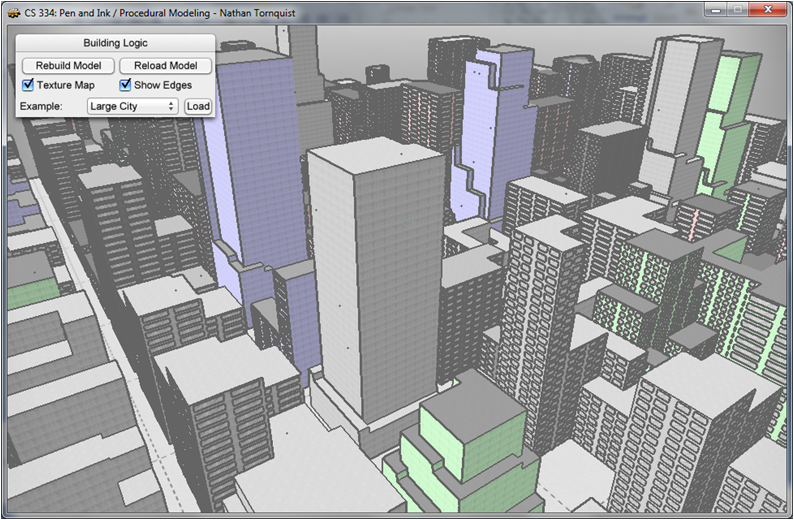 CS 334: Pen and Ink / Procedural Modeling - Nathan Tornquist
Building Logic
Rebuild Model Reload Model
Texture Map Show Edges
Example: Large City Load